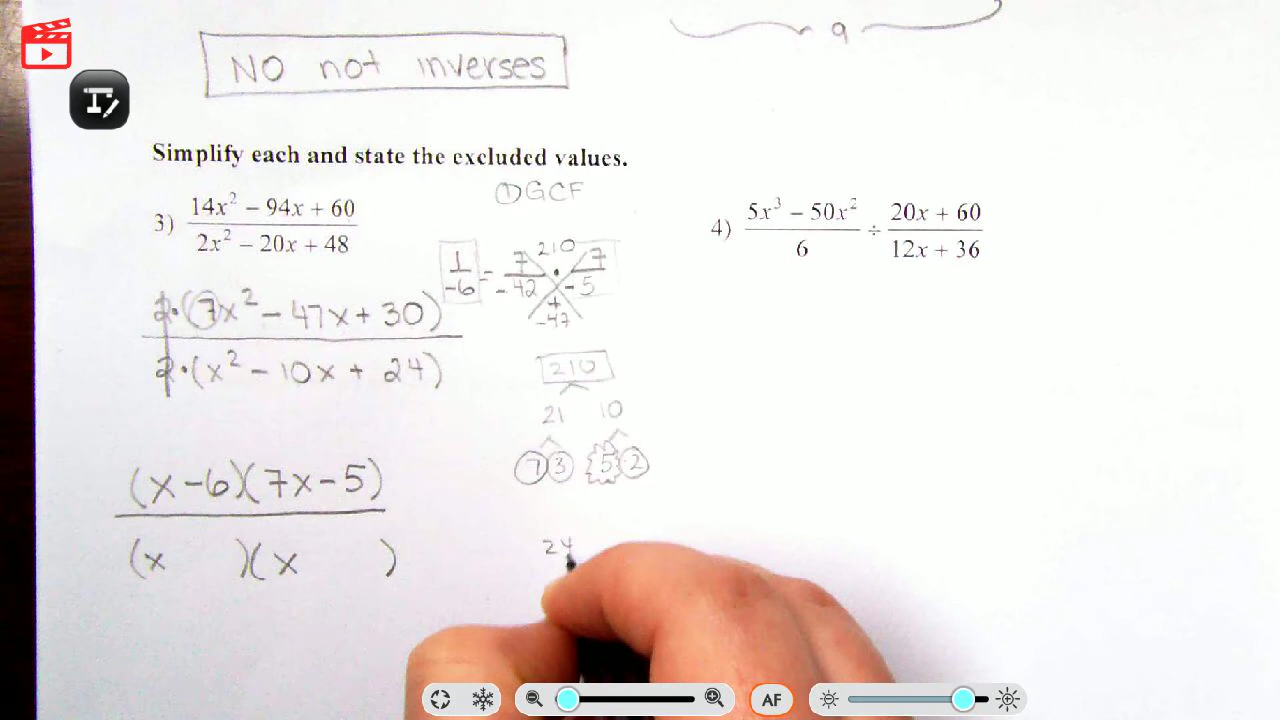 9
NO not inverses
Simplify each and state the excluded values.
① GCF
3) (14x² − 94x + 60)/(2x² − 20x + 48)
4) (5x³ − 50x²)/6 ÷ (20x + 60)/(12x + 36)
210
1/-6 = 7/-42 · 7/-5
+
-47
2·(7x² − 47x + 30)
2·(x² − 10x + 24)
210
21 10
7 3 5 2
(x − 6)(7x − 5)
(x )(x )
24
AF